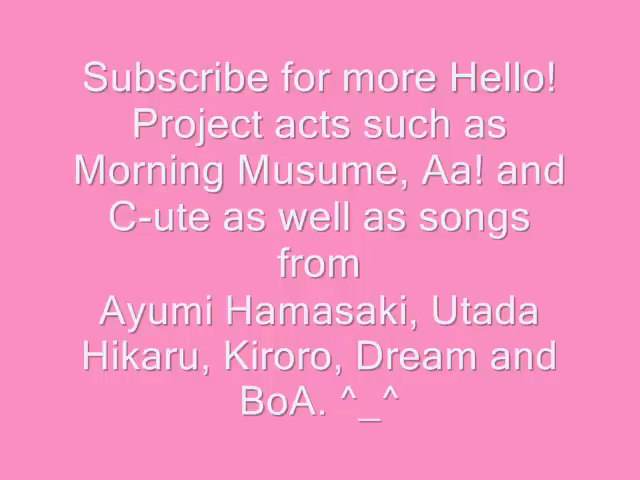 Subscribe for more Hello!
Project acts such as
Morning Musume, Aa! and
C-ute as well as songs
from
Ayumi Hamasaki, Utada
Hikaru, Kiroro, Dream and
BoA. ^_^